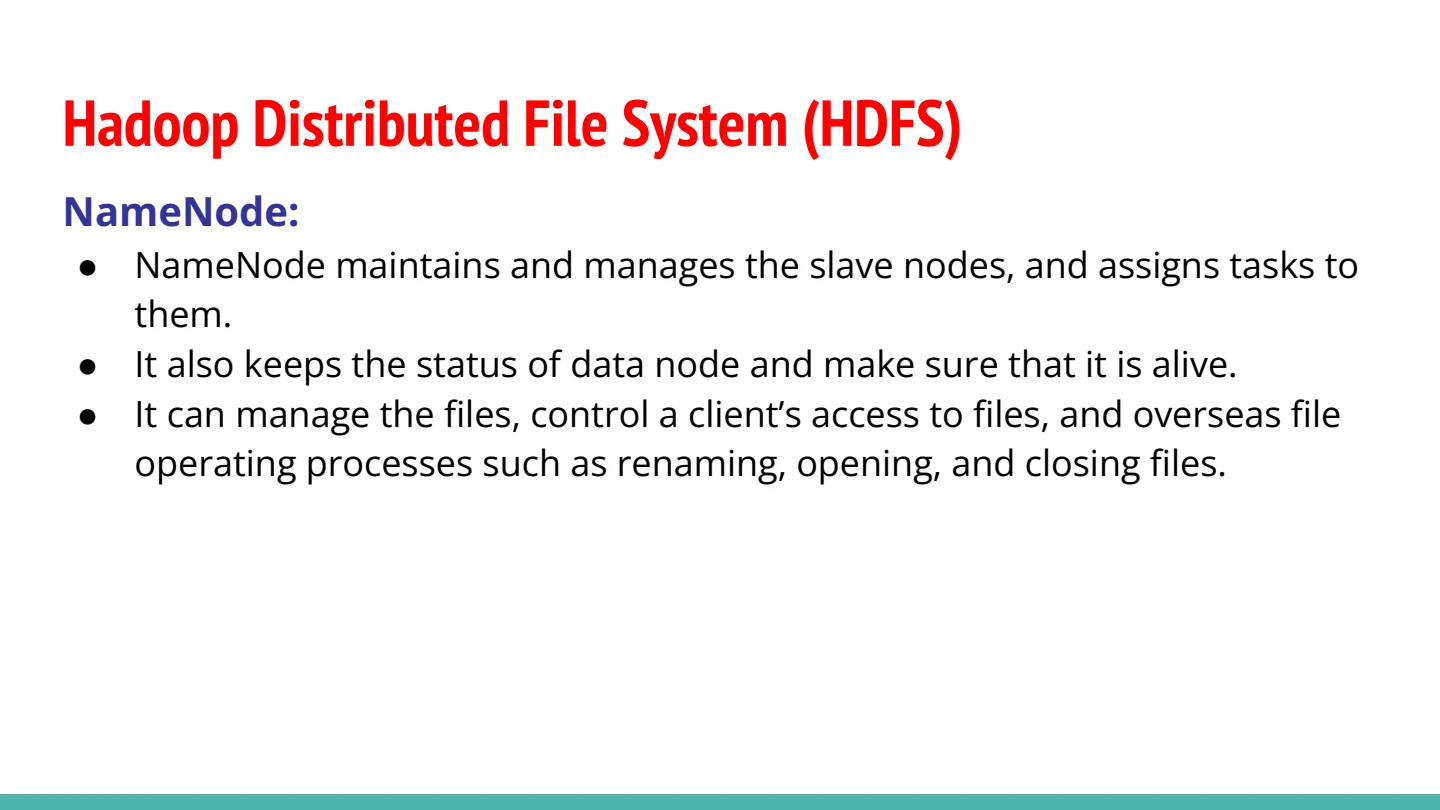 Hadoop Distributed File System (HDFS)
NameNode:
● NameNode maintains and manages the slave nodes, and assigns tasks to
them.
● It also keeps the status of data node and make sure that it is alive.
● It can manage the files, control a client’s access to files, and overseas file
operating processes such as renaming, opening, and closing files.